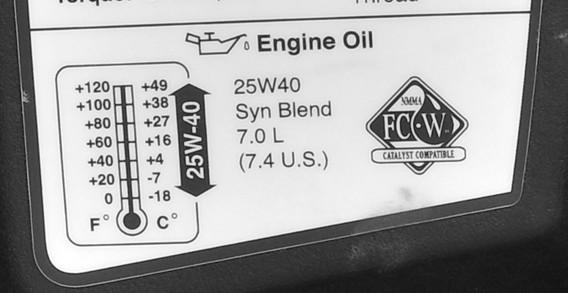 Engine Oil
+120 +49
+100 +38
+80 +27
+60 +16
+40 +4
+20 -7
0 -18
F° C°
25W-40
25W40
Syn Blend
7.0 L
(7.4 U.S.)
NMMA
FC-W
CATALYST COMPATIBLE